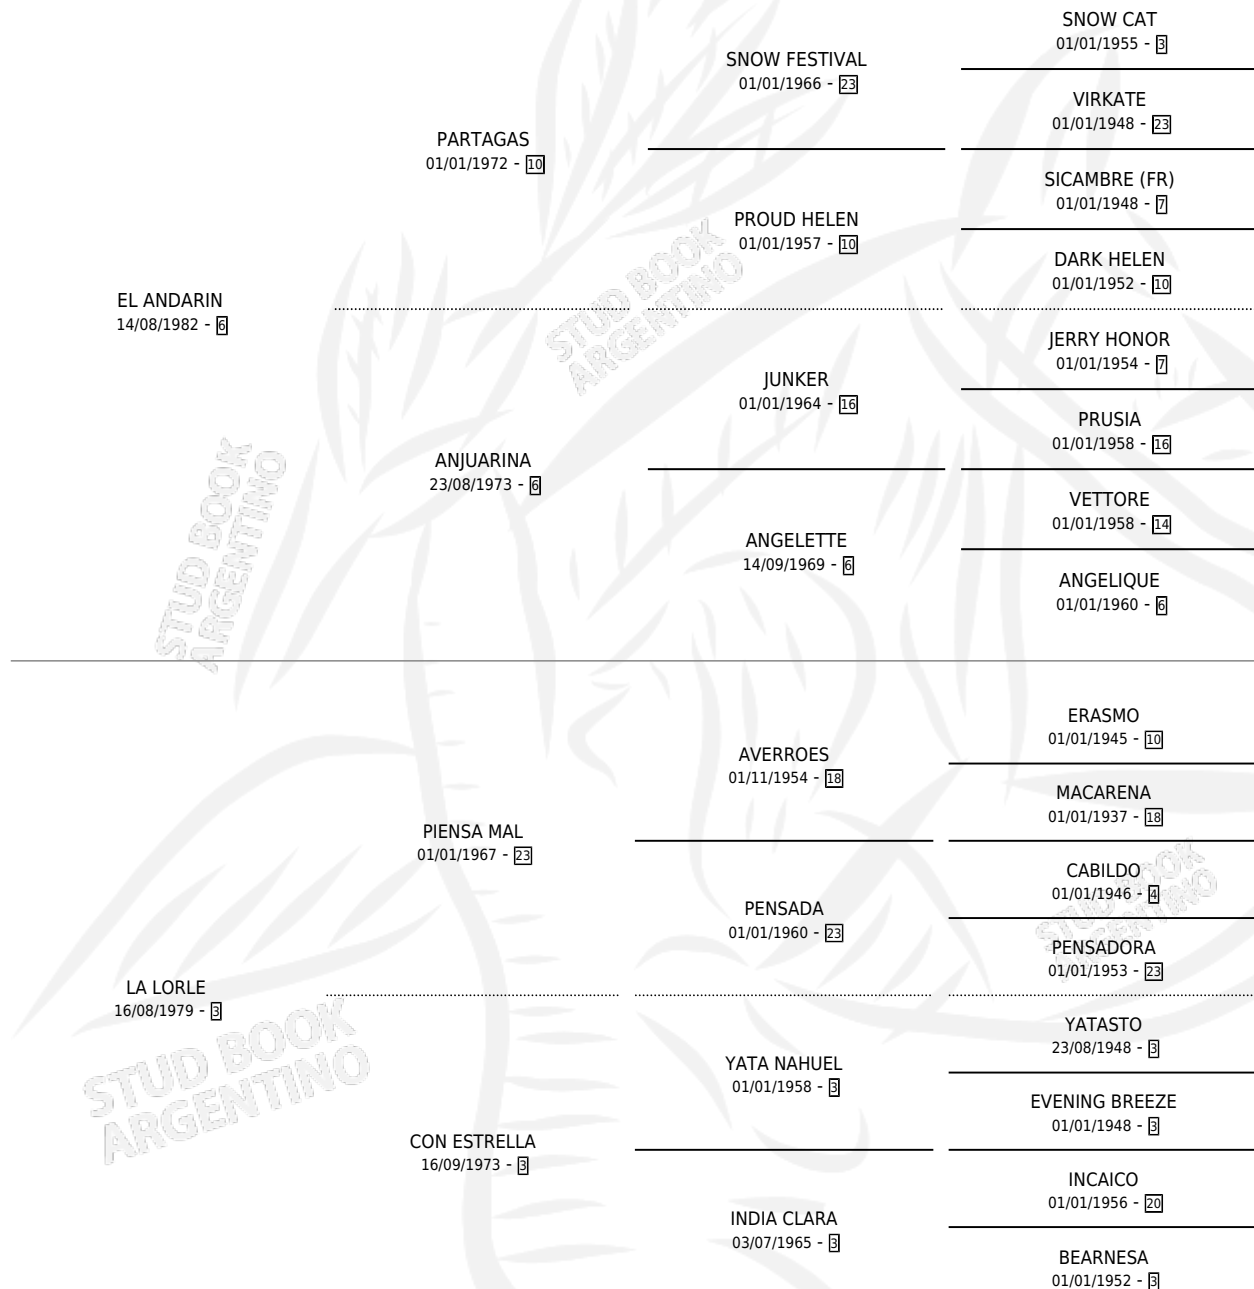 SNOW CAT
01/01/1955 - 3
SNOW FESTIVAL
01/01/1966 - 23
VIRKATE
01/01/1948 - 23
PARTAGAS
01/01/1972 - 10
SICAMBRE (FR)
01/01/1948 - 7
PROUD HELEN
01/01/1957 - 10
DARK HELEN
01/01/1952 - 10
EL ANDARIN
14/08/1982 - 6
STUD BOOK
ARGENTINO
JERRY HONOR
01/01/1954 - 7
JUNKER
01/01/1964 - 16
PRUSIA
01/01/1958 - 16
ANJUARINA
23/08/1973 - 6
VETTORE
01/01/1958 - 14
ANGELETTE
14/09/1969 - 6
ANGELIQUE
01/01/1960 - 6
STUD BOOK
ARGENTINO
ERASMO
01/01/1945 - 10
AVERROES
01/11/1954 - 18
MACARENA
01/01/1937 - 18
PIENSA MAL
01/01/1967 - 23
CABILDO
01/01/1946 - 4
PENSADA
01/01/1960 - 23
STUD BOOK
ARGENTINO
PENSADORA
01/01/1953 - 23
LA LORLE
16/08/1979 - 3
STUD BOOK
ARGENTINO
YATASTO
23/08/1948 - 3
YATA NAHUEL
01/01/1958 - 3
EVENING BREEZE
01/01/1948 - 3
CON ESTRELLA
16/09/1973 - 3
INCAICO
01/01/1956 - 20
INDIA CLARA
03/07/1965 - 3
BEARNESA
01/01/1952 - 3